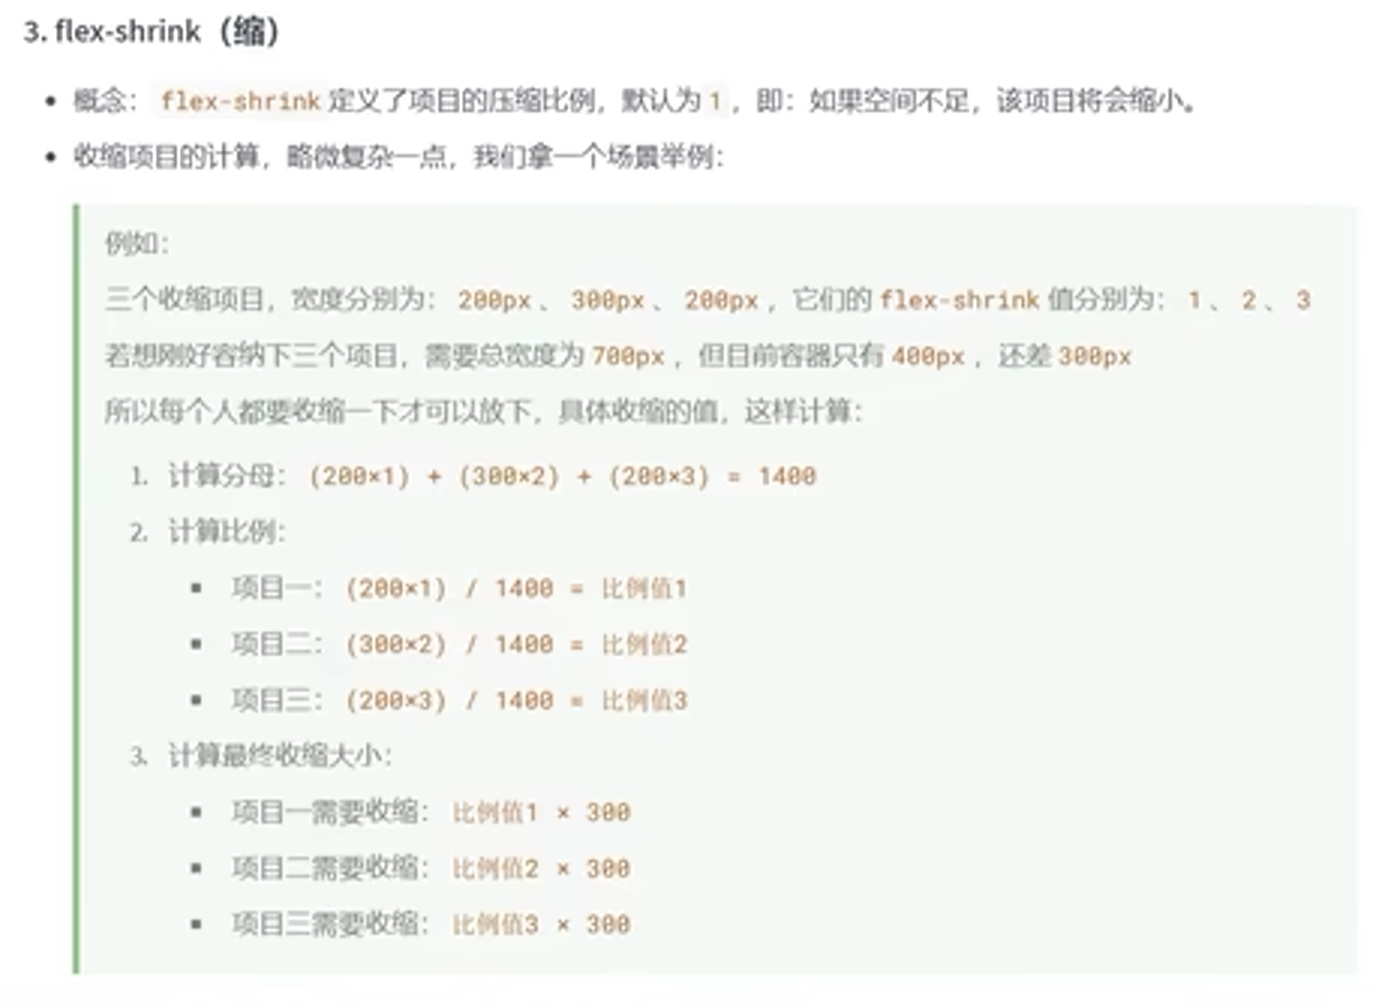 3. flex-shrink（缩）
• 概念：flex-shrink定义了项目的压缩比例，默认为 1，即：如果空间不足，该项目将会缩小。
• 收缩项目的计算，略微复杂一点，我们拿一个场景举例：
例如：
三个收缩项目，宽度分别为：200px、300px、200px，它们的 flex-shrink 值分别为：1、2、3
若想刚好容纳下三个项目，需要总宽度为 700px，但目前容器只有 400px，还差 300px
所以每个人都要收缩一下才可以放下，具体收缩的值，这样计算：
1. 计算分母：(200×1) + (300×2) + (200×3) = 1400
2. 计算比例：
▪ 项目一：(200×1) / 1400 = 比例值1
▪ 项目二：(300×2) / 1400 = 比例值2
▪ 项目三：(200×3) / 1400 = 比例值3
3. 计算最终收缩大小：
▪ 项目一需要收缩：比例值1 × 300
▪ 项目二需要收缩：比例值2 × 300
▪ 项目三需要收缩：比例值3 × 300